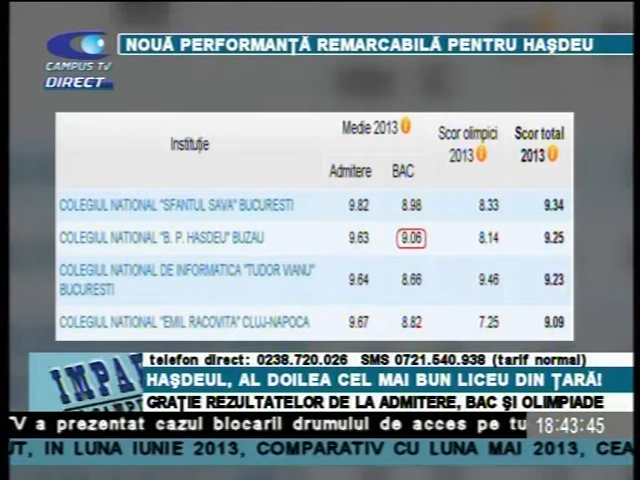 CAMPUS TV
DIRECT
NOUĂ PERFORMANŢĂ REMARCABILĂ PENTRU HAŞDEU
Instituţie
Medie 2013
Admitere
BAC
Scor olimpici 2013
Scor total 2013
COLEGIUL NATIONAL "SFANTUL SAVA" BUCURESTI 9.82 8.98 8.33 9.34
COLEGIUL NATIONAL "B. P. HASDEU" BUZAU 9.63 9.06 8.14 9.25
COLEGIUL NATIONAL DE INFORMATICA "TUDOR VIANU" BUCURESTI 9.64 8.66 9.46 9.23
COLEGIUL NATIONAL "EMIL RACOVITA" CLUJ-NAPOCA 9.67 8.82 7.25 9.09
telefon direct: 0238.720.026 SMS 0721.540.938 (tarif normal)
HAŞDEUL, AL DOILEA CEL MAI BUN LICEU DIN ŢARĂ!
GRAŢIE REZULTATELOR DE LA ADMITERE, BAC ŞI OLIMPIADE
TV a prezentat cazul blocarii drumului de acces pe tu 18:43:45
UT, IN LUNA IUNIE 2013, COMPARATIV CU LUNA MAI 2013, CEA